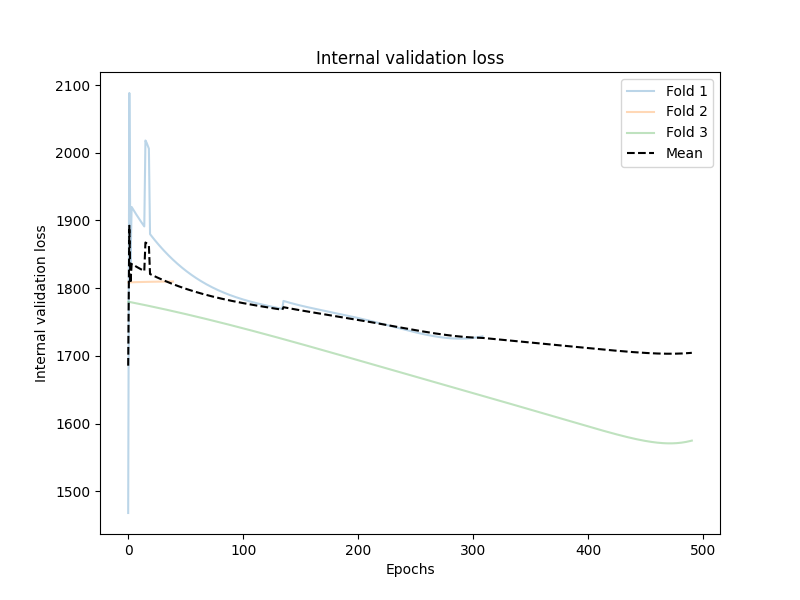 Internal validation loss
Fold 1
Fold 2
Fold 3
Mean
2100
2000
1900
1800
1700
1600
1500
Internal validation loss
0 100 200 300 400 500
Epochs